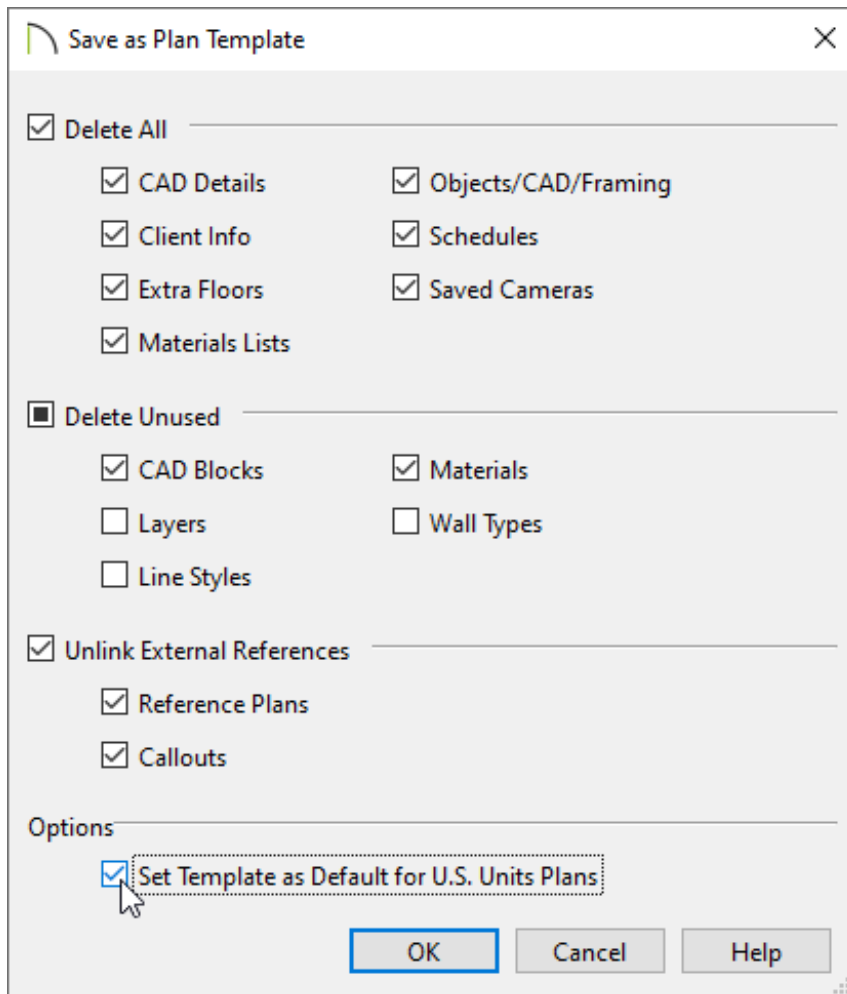 Save as Plan Template
Delete All
CAD Details
Objects/CAD/Framing
Client Info
Schedules
Extra Floors
Saved Cameras
Materials Lists
Delete Unused
CAD Blocks
Materials
Layers
Wall Types
Line Styles
Unlink External References
Reference Plans
Callouts
Options
Set Template as Default for U.S. Units Plans
OK
Cancel
Help